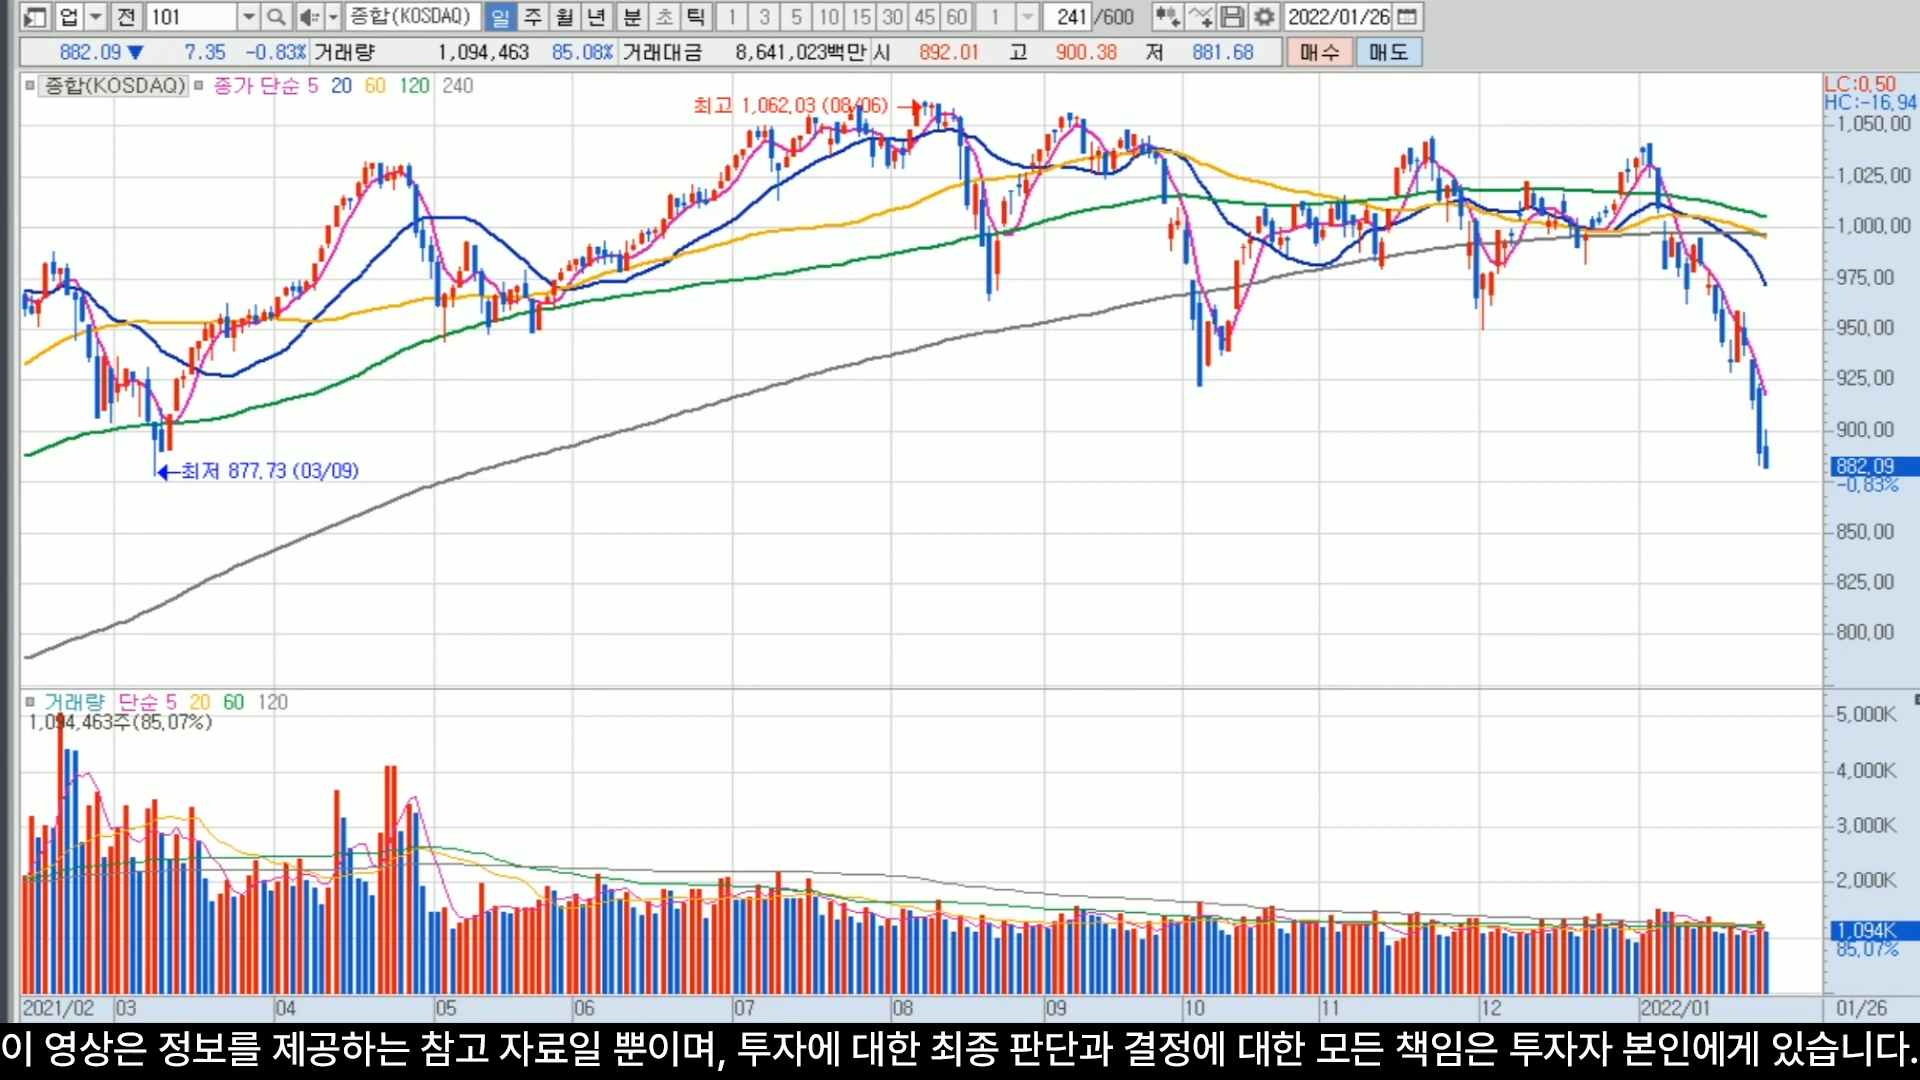 업 전 101 종합(KOSDAQ) 일 주 월 년 분 초 틱 1 3 5 10 15 30 45 60 1 241 /600 2022/01/26
882.09 ▼ 7.35 -0.83% 거래량 1,094,463 85.08% 거래대금 8,641,023백만 시 892.01 고 900.38 저 881.68 매수 매도
종합(KOSDAQ) 종가 단순 5 20 60 120 240
LC:0.50
HC:-16.94
최고 1,062.03 (08/06)
1,050.00
1,025.00
1,000.00
975.00
950.00
925.00
900.00
882.09
-0.83%
최저 877.73 (03/09)
850.00
825.00
800.00
거래량 단순 5 20 60 120
1,094,463주(85.07%)
5,000K
4,000K
3,000K
2,000K
1,094K
85.07%
2021/02 03 04 05 06 07 08 09 10 11 12 2022/01 01/26
이 영상은 정보를 제공하는 참고 자료일 뿐이며, 투자에 대한 최종 판단과 결정에 대한 모든 책임은 투자자 본인에게 있습니다.